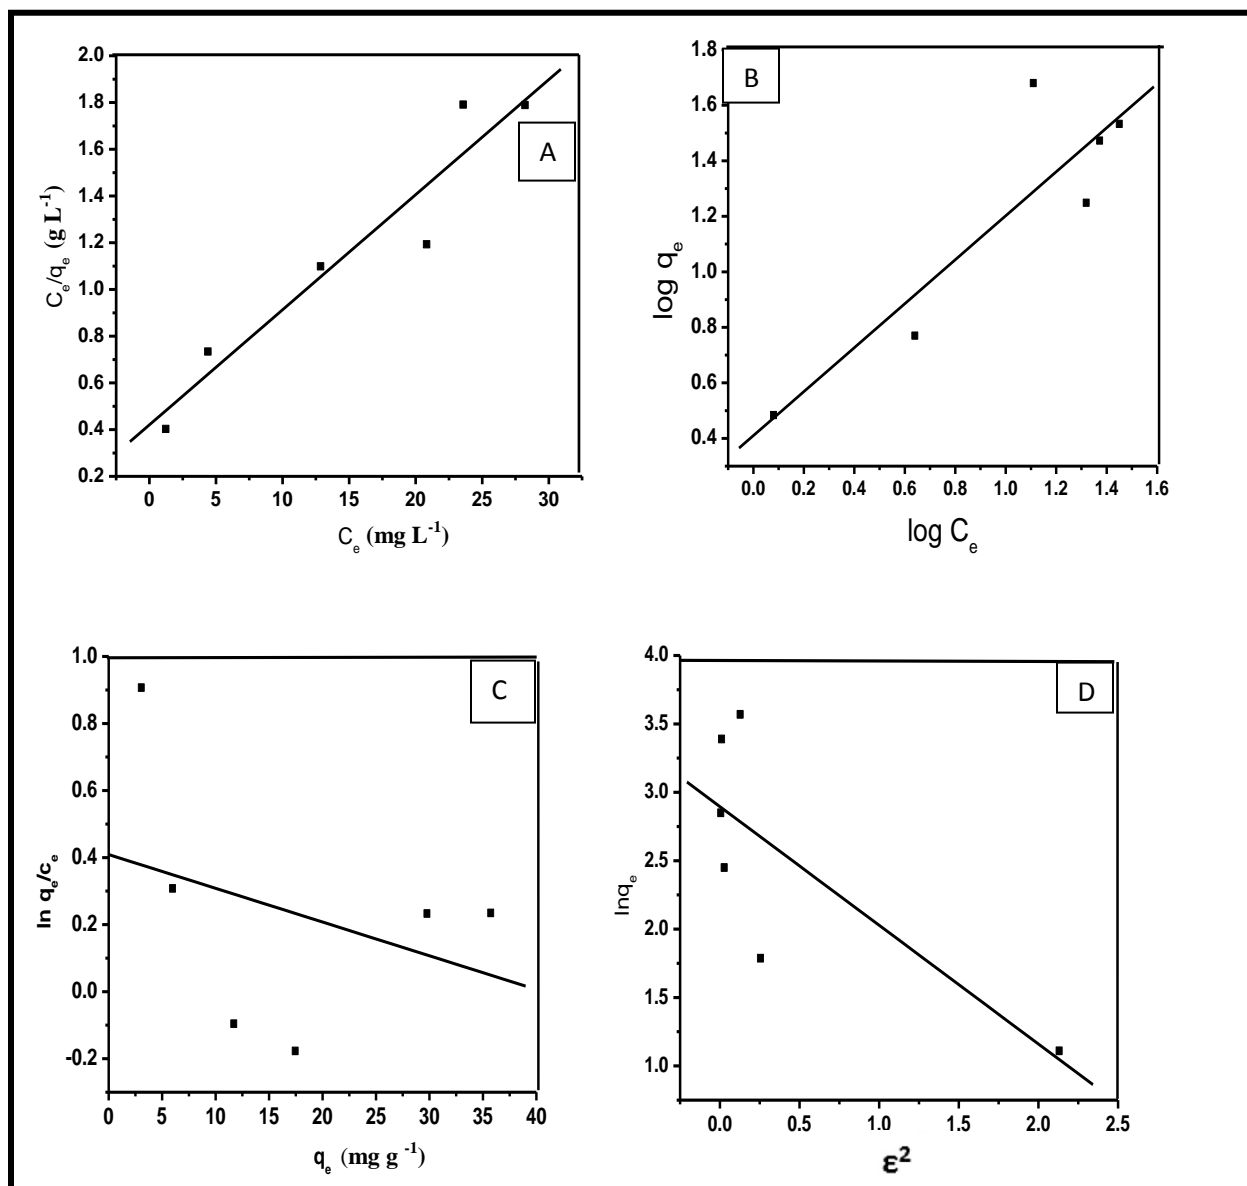 2.0
1.8
1.6
1.4
1.2
1.0
0.8
0.6
0.4
0.2
0 5 10 15 20 25 30
C_e/q_e (g L^-1)
C_e (mg L^-1)
A
1.8
1.6
1.4
1.2
1.0
0.8
0.6
0.4
0.0 0.2 0.4 0.6 0.8 1.0 1.2 1.4 1.6
log q_e
log C_e
B
1.0
0.8
0.6
0.4
0.2
0.0
-0.2
0 5 10 15 20 25 30 35 40
ln q_e/c_e
q_e (mg g^-1)
C
4.0
3.5
3.0
2.5
2.0
1.5
1.0
0.0 0.5 1.0 1.5 2.0 2.5
lnq_e
ε²
D